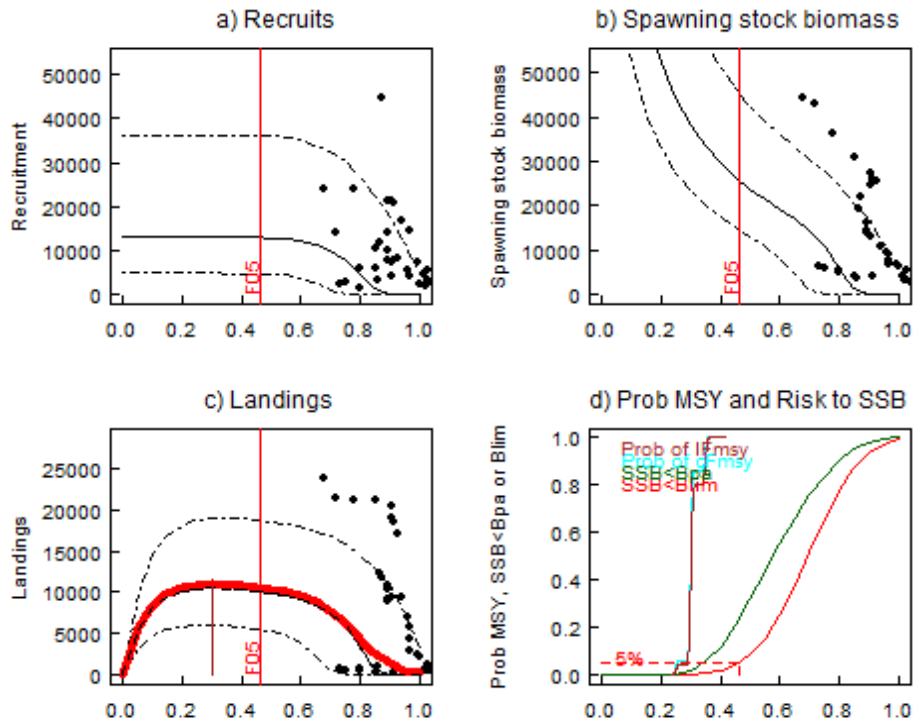 a) Recruits
b) Spawning stock biomass
Recruitment
50000
40000
30000
20000
10000
0
F05
0.0 0.2 0.4 0.6 0.8 1.0
Spawning stock biomass
50000
40000
30000
20000
10000
0
F05
0.0 0.2 0.4 0.6 0.8 1.0
c) Landings
d) Prob MSY and Risk to SSB
Landings
25000
20000
15000
10000
5000
0
F05
0.0 0.2 0.4 0.6 0.8 1.0
Prob MSY, SSB<Bpa or Blim
1.0
0.8
0.6
0.4
0.2
0.0
Prob of lFmsy
Prob of cFmsy
SSB<Bpa
SSB<Blim
5%
0.0 0.2 0.4 0.6 0.8 1.0